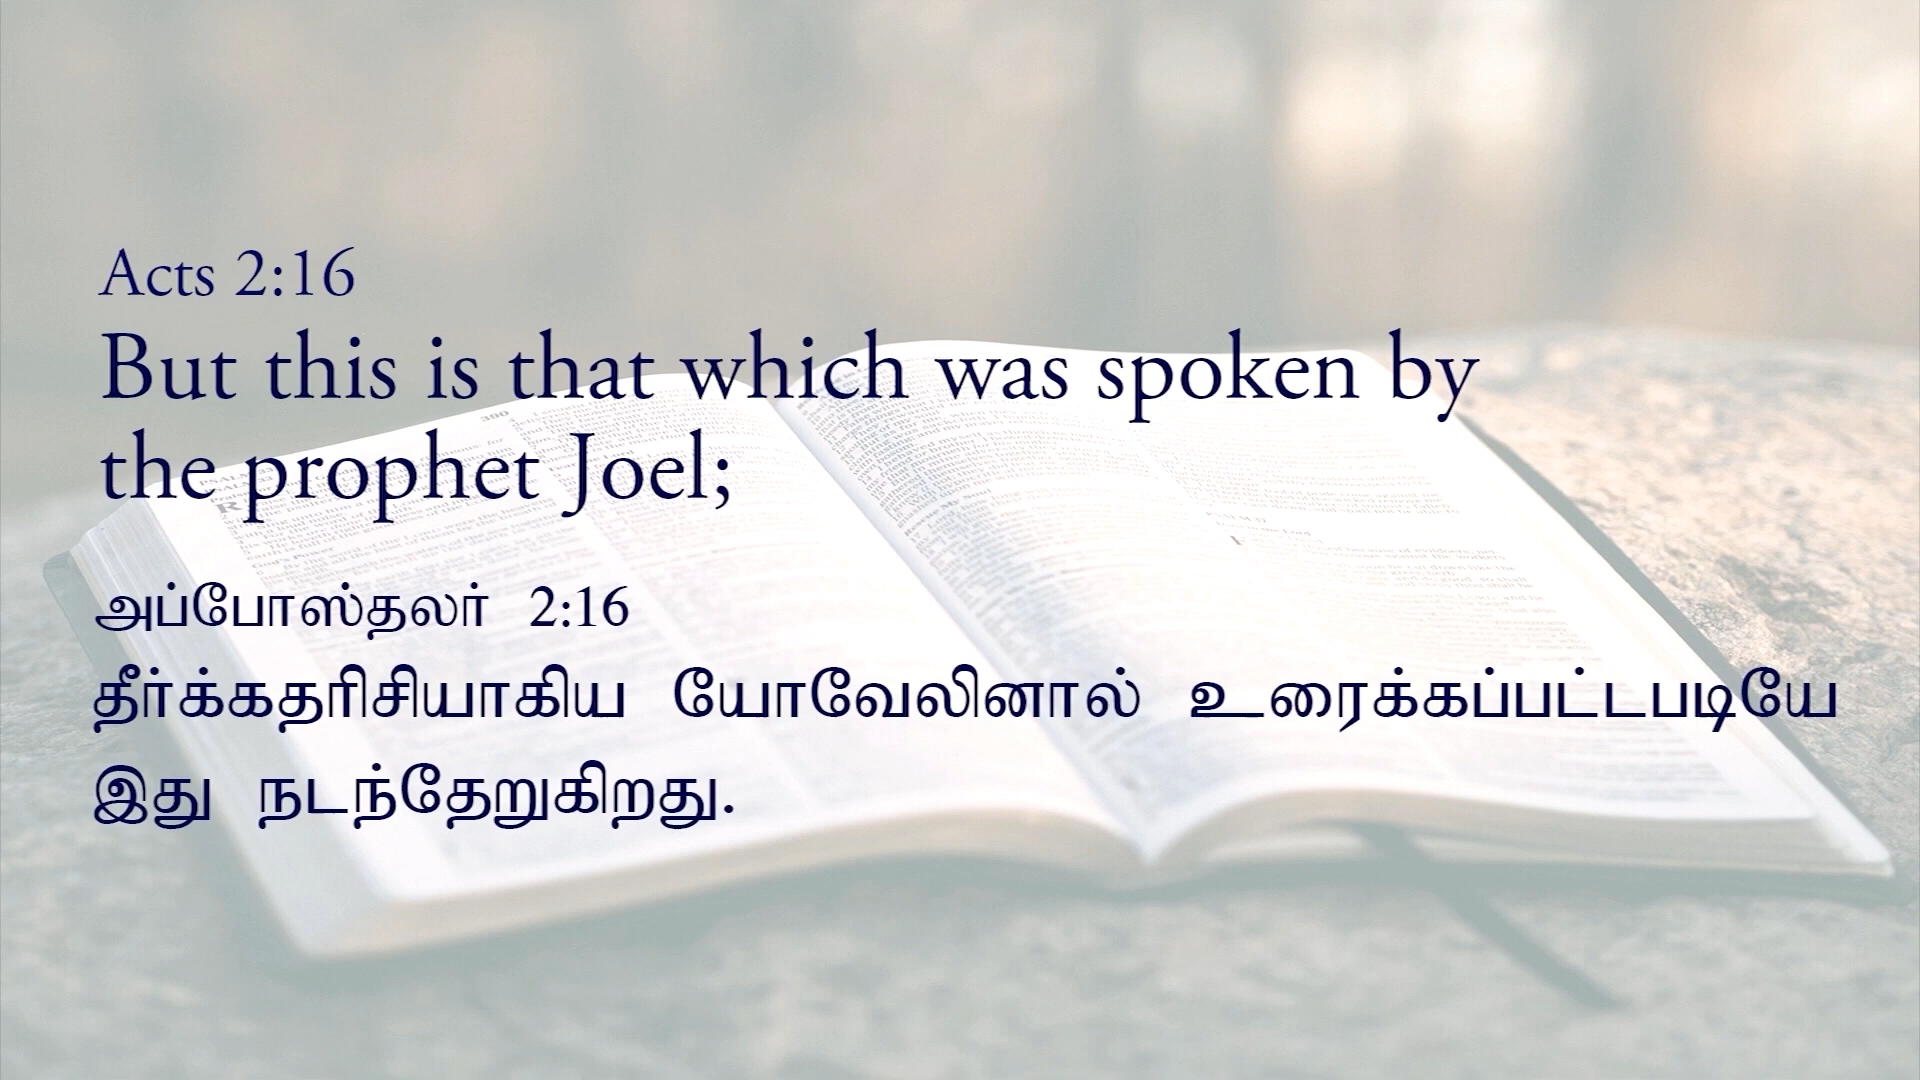 Acts 2:16
But this is that which was spoken by
the prophet Joel;
அப்போஸ்தலர் 2:16
தீர்க்கதரிசியாகிய யோவேலினால் உரைக்கப்பட்டபடியே
இது நடந்தேறுகிறது.